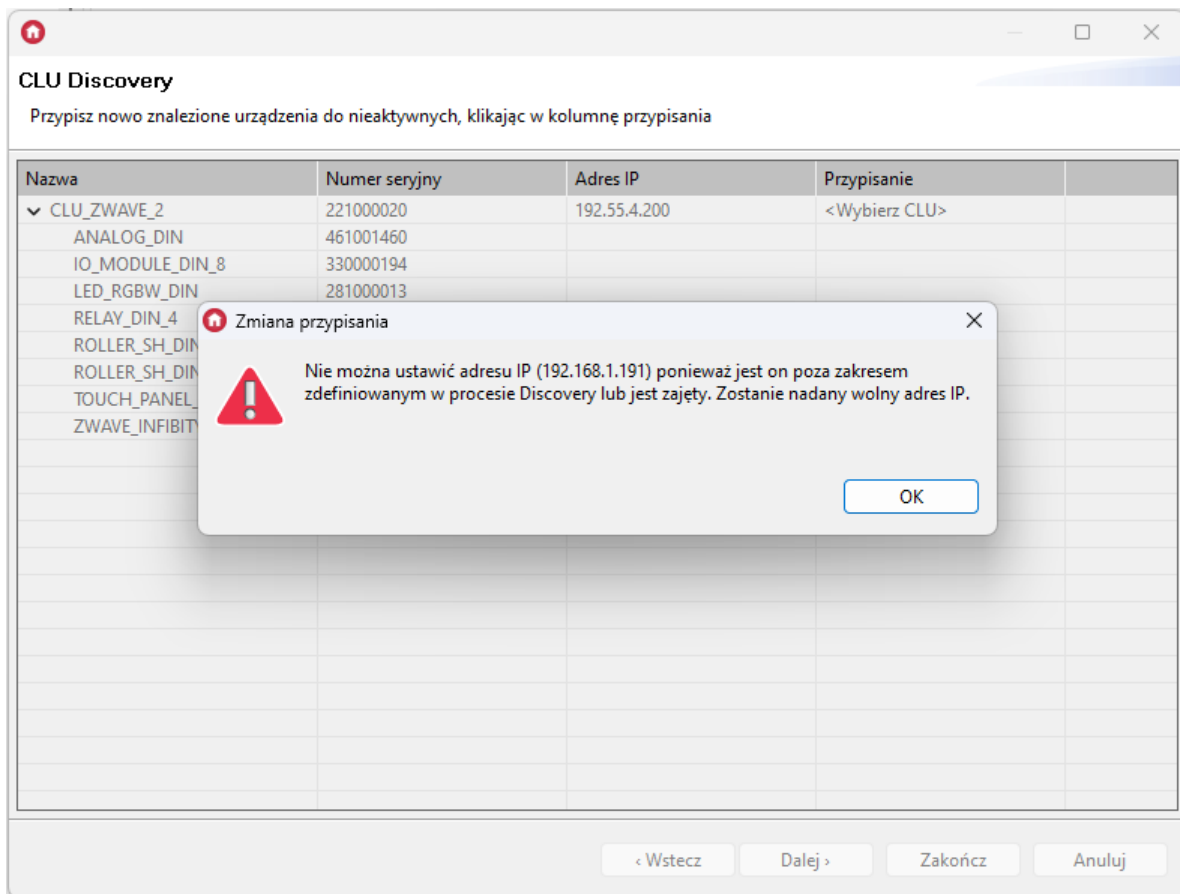 CLU Discovery
Przypisz nowo znalezione urządzenia do nieaktywnych, klikając w kolumnę przypisania
Nazwa Numer seryjny Adres IP Przypisanie
CLU_ZWAVE_2 221000020 192.55.4.200 <Wybierz CLU>
ANALOG_DIN 461001460
IO_MODULE_DIN_8 330000194
LED_RGBW_DIN 281000013
RELAY_DIN_4
ROLLER_SH_DIN
ROLLER_SH_DIN
TOUCH_PANEL_
ZWAVE_INFIBIT
Zmiana przypisania
Nie można ustawić adresu IP (192.168.1.191) ponieważ jest on poza zakresem
zdefiniowanym w procesie Discovery lub jest zajęty. Zostanie nadany wolny adres IP.
OK
‹ Wstecz Dalej › Zakończ Anuluj